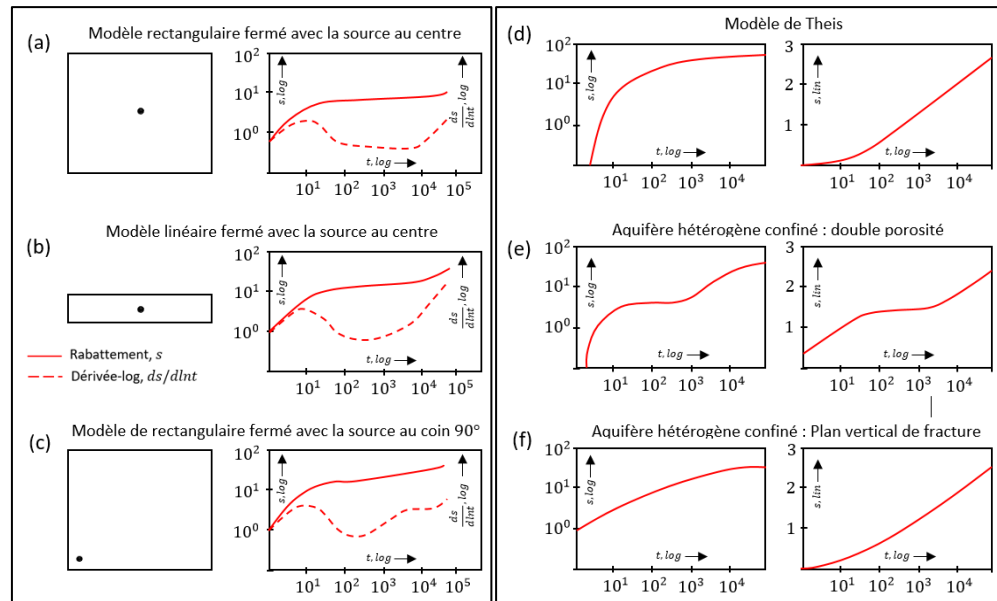 (a)
Modèle rectangulaire fermé avec la source au centre
10²
s, log
ds/dlnt, log
10¹
10⁰
t, log
10¹ 10² 10³ 10⁴ 10⁵
(b)
Modèle linéaire fermé avec la source au centre
10²
s, log
ds/dlnt, log
10¹
10⁰
t, log
10¹ 10² 10³ 10⁴ 10⁵
Rabattement, s
Dérivée-log, ds/dlnt
(c)
Modèle de rectangulaire fermé avec la source au coin 90°
10²
s, log
ds/dlnt, log
10¹
10⁰
t, log
10¹ 10² 10³ 10⁴ 10⁵
(d)
Modèle de Theis
10²
s, log
10¹
10⁰
t, log
10¹ 10² 10³ 10⁴
3
s, lin
2
1
t, log
10¹ 10² 10³ 10⁴
(e)
Aquifère hétérogène confiné : double porosité
10²
s, log
10¹
10⁰
t, log
10¹ 10² 10³ 10⁴
3
s, lin
2
1
t, log
10¹ 10² 10³ 10⁴
(f)
Aquifère hétérogène confiné : Plan vertical de fracture
10²
s, log
10¹
10⁰
t, log
10¹ 10² 10³ 10⁴
3
s, lin
2
1
t, log
10¹ 10² 10³ 10⁴